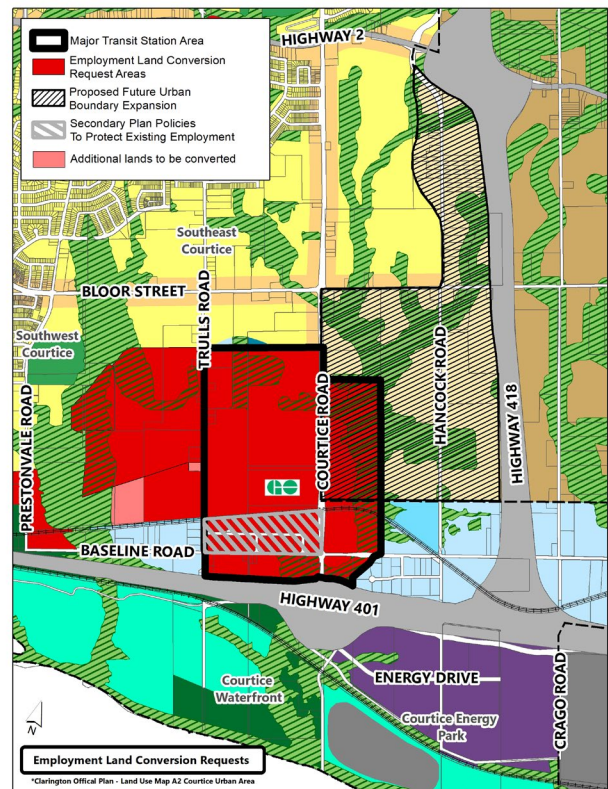 HIGHWAY 2
Major Transit Station Area
Employment Land Conversion
Request Areas
Proposed Future Urban
Boundary Expansion
Secondary Plan Policies
To Protect Existing Employment
Additional lands to be converted
Southeast
Courtice
BLOOR STREET
TRULLS ROAD
Southwest
Courtice
PRESTONVALE ROAD
COURTICE ROAD
HANCOCK ROAD
HIGHWAY 418
GO
BASELINE ROAD
HIGHWAY 401
ENERGY DRIVE
Courtice
Waterfront
Courtice Energy
Park
CRAGO ROAD
N
Employment Land Conversion Requests
*Clarington Offical Plan - Land Use Map A2 Courtice Urban Area